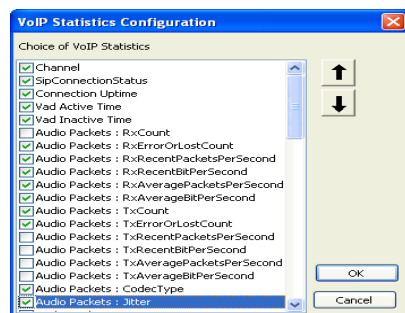 VoIP Statistics Configuration
Choice of VoIP Statistics
Channel
SipConnectionStatus
Connection Uptime
Vad Active Time
Vad Inactive Time
Audio Packets : RxCount
Audio Packets : RxErrorOrLostCount
Audio Packets : RxRecentPacketsPerSecond
Audio Packets : RxRecentBitPerSecond
Audio Packets : RxAveragePacketsPerSecond
Audio Packets : RxAverageBitPerSecond
Audio Packets : TxCount
Audio Packets : TxErrorOrLostCount
Audio Packets : TxRecentPacketsPerSecond
Audio Packets : TxRecentBitPerSecond
Audio Packets : TxAveragePacketsPerSecond
Audio Packets : TxAverageBitPerSecond
Audio Packets : CodecType
Audio Packets : Jitter
OK
Cancel